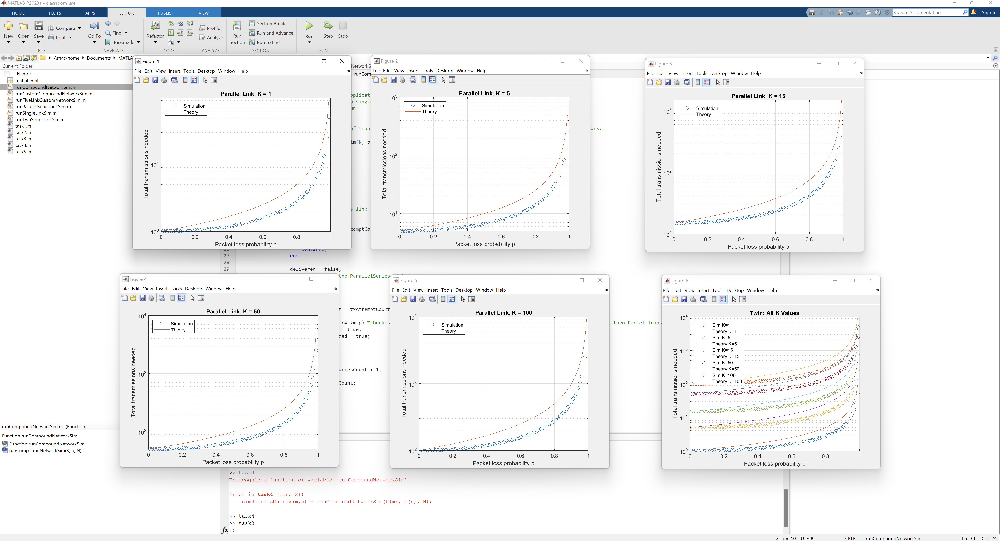 MATLAB R2023a - classroom use
HOME PLOTS APPS EDITOR PUBLISH VIEW
Search Documentation Sign In
New Open Save Compare Print
Go To Find Bookmark
Refactor
Profiler Analyze
Run Section
Section Break
Run and Advance
Run to End
Run Step Stop
FILE NAVIGATE CODE ANALYZE SECTION RUN
\\mac\home Documents MATLA
Current Folder
Name
matlab.mat
runCompoundNetworkSim.m
runCustomCompoundNetworkSim.m
runFiveLinkCustomNetworkSim.m
runParallelSeriesLinkSim.m
runSingleLinkSim.m
runTwoSeriesLinkSim.m
task1.m
task2.m
task3.m
task4.m
task5.m
Figure 1
File Edit View Insert Tools Desktop Window Help
Parallel Link, K = 1
Simulation
Theory
Total transmissions needed
10^1
10^0
0 0.2 0.4 0.6 0.8 1
Packet loss probability p
NetworkS
runCom
plicati
a singl
un
of trans
im(K, p
s link
temptCou
Figure 2
File Edit View Insert Tools Desktop Window Help
Parallel Link, K = 5
Simulation
Theory
Total transmissions needed
10^3
10^2
10^1
0 0.2 0.4 0.6 0.8 1
Packet loss probability p
ork.
Figure 3
File Edit View Insert Tools Desktop Window Help
Parallel Link, K = 15
Simulation
Theory
Total transmissions needed
10^3
10^2
10^1
0 0.2 0.4 0.6 0.8 1
Packet loss probability p
27 end
28
29 delivered = false;
the ParallelSeries
t = txAttemptCount
r4 >= p) %checkes
o then Packet Trans
= true;
ded = true;
uccesCount + 1;
Count;
Figure 4
File Edit View Insert Tools Desktop Window Help
Parallel Link, K = 50
Simulation
Theory
Total transmissions needed
10^4
10^3
10^2
0 0.2 0.4 0.6 0.8 1
Packet loss probability p
Figure 5
File Edit View Insert Tools Desktop Window Help
Parallel Link, K = 100
Simulation
Theory
Total transmissions needed
10^4
10^3
10^2
0 0.2 0.4 0.6 0.8 1
Packet loss probability p
Figure 6
File Edit View Insert Tools Desktop Window Help
Twin: All K Values
Sim K=1
Theory K=1
Sim K=5
Theory K=5
Sim K=15
Theory K=15
Sim K=50
Theory K=50
Sim K=100
Theory K=100
Total transmissions needed
10^4
10^3
10^2
10^1
10^0
0 0.2 0.4 0.6 0.8 1
Packet loss probability p
runCompoundNetworkSim.m (Function)
Function runCompoundNetworkSim
Function runCompoundNetworkSim
runCompoundNetworkSim(K, p, N)
>> task4
Unrecognized function or variable 'runCompoundNetworkSim'.
Error in task4 (line 21)
simResultsMatrix(m,n) = runCompoundNetworkSim(K(m), p(n), N);
>> task4
>> task3
fx >>
Zoom: 10... UTF-8 CRLF runCompoundNetworkSim Ln 30 Col 24